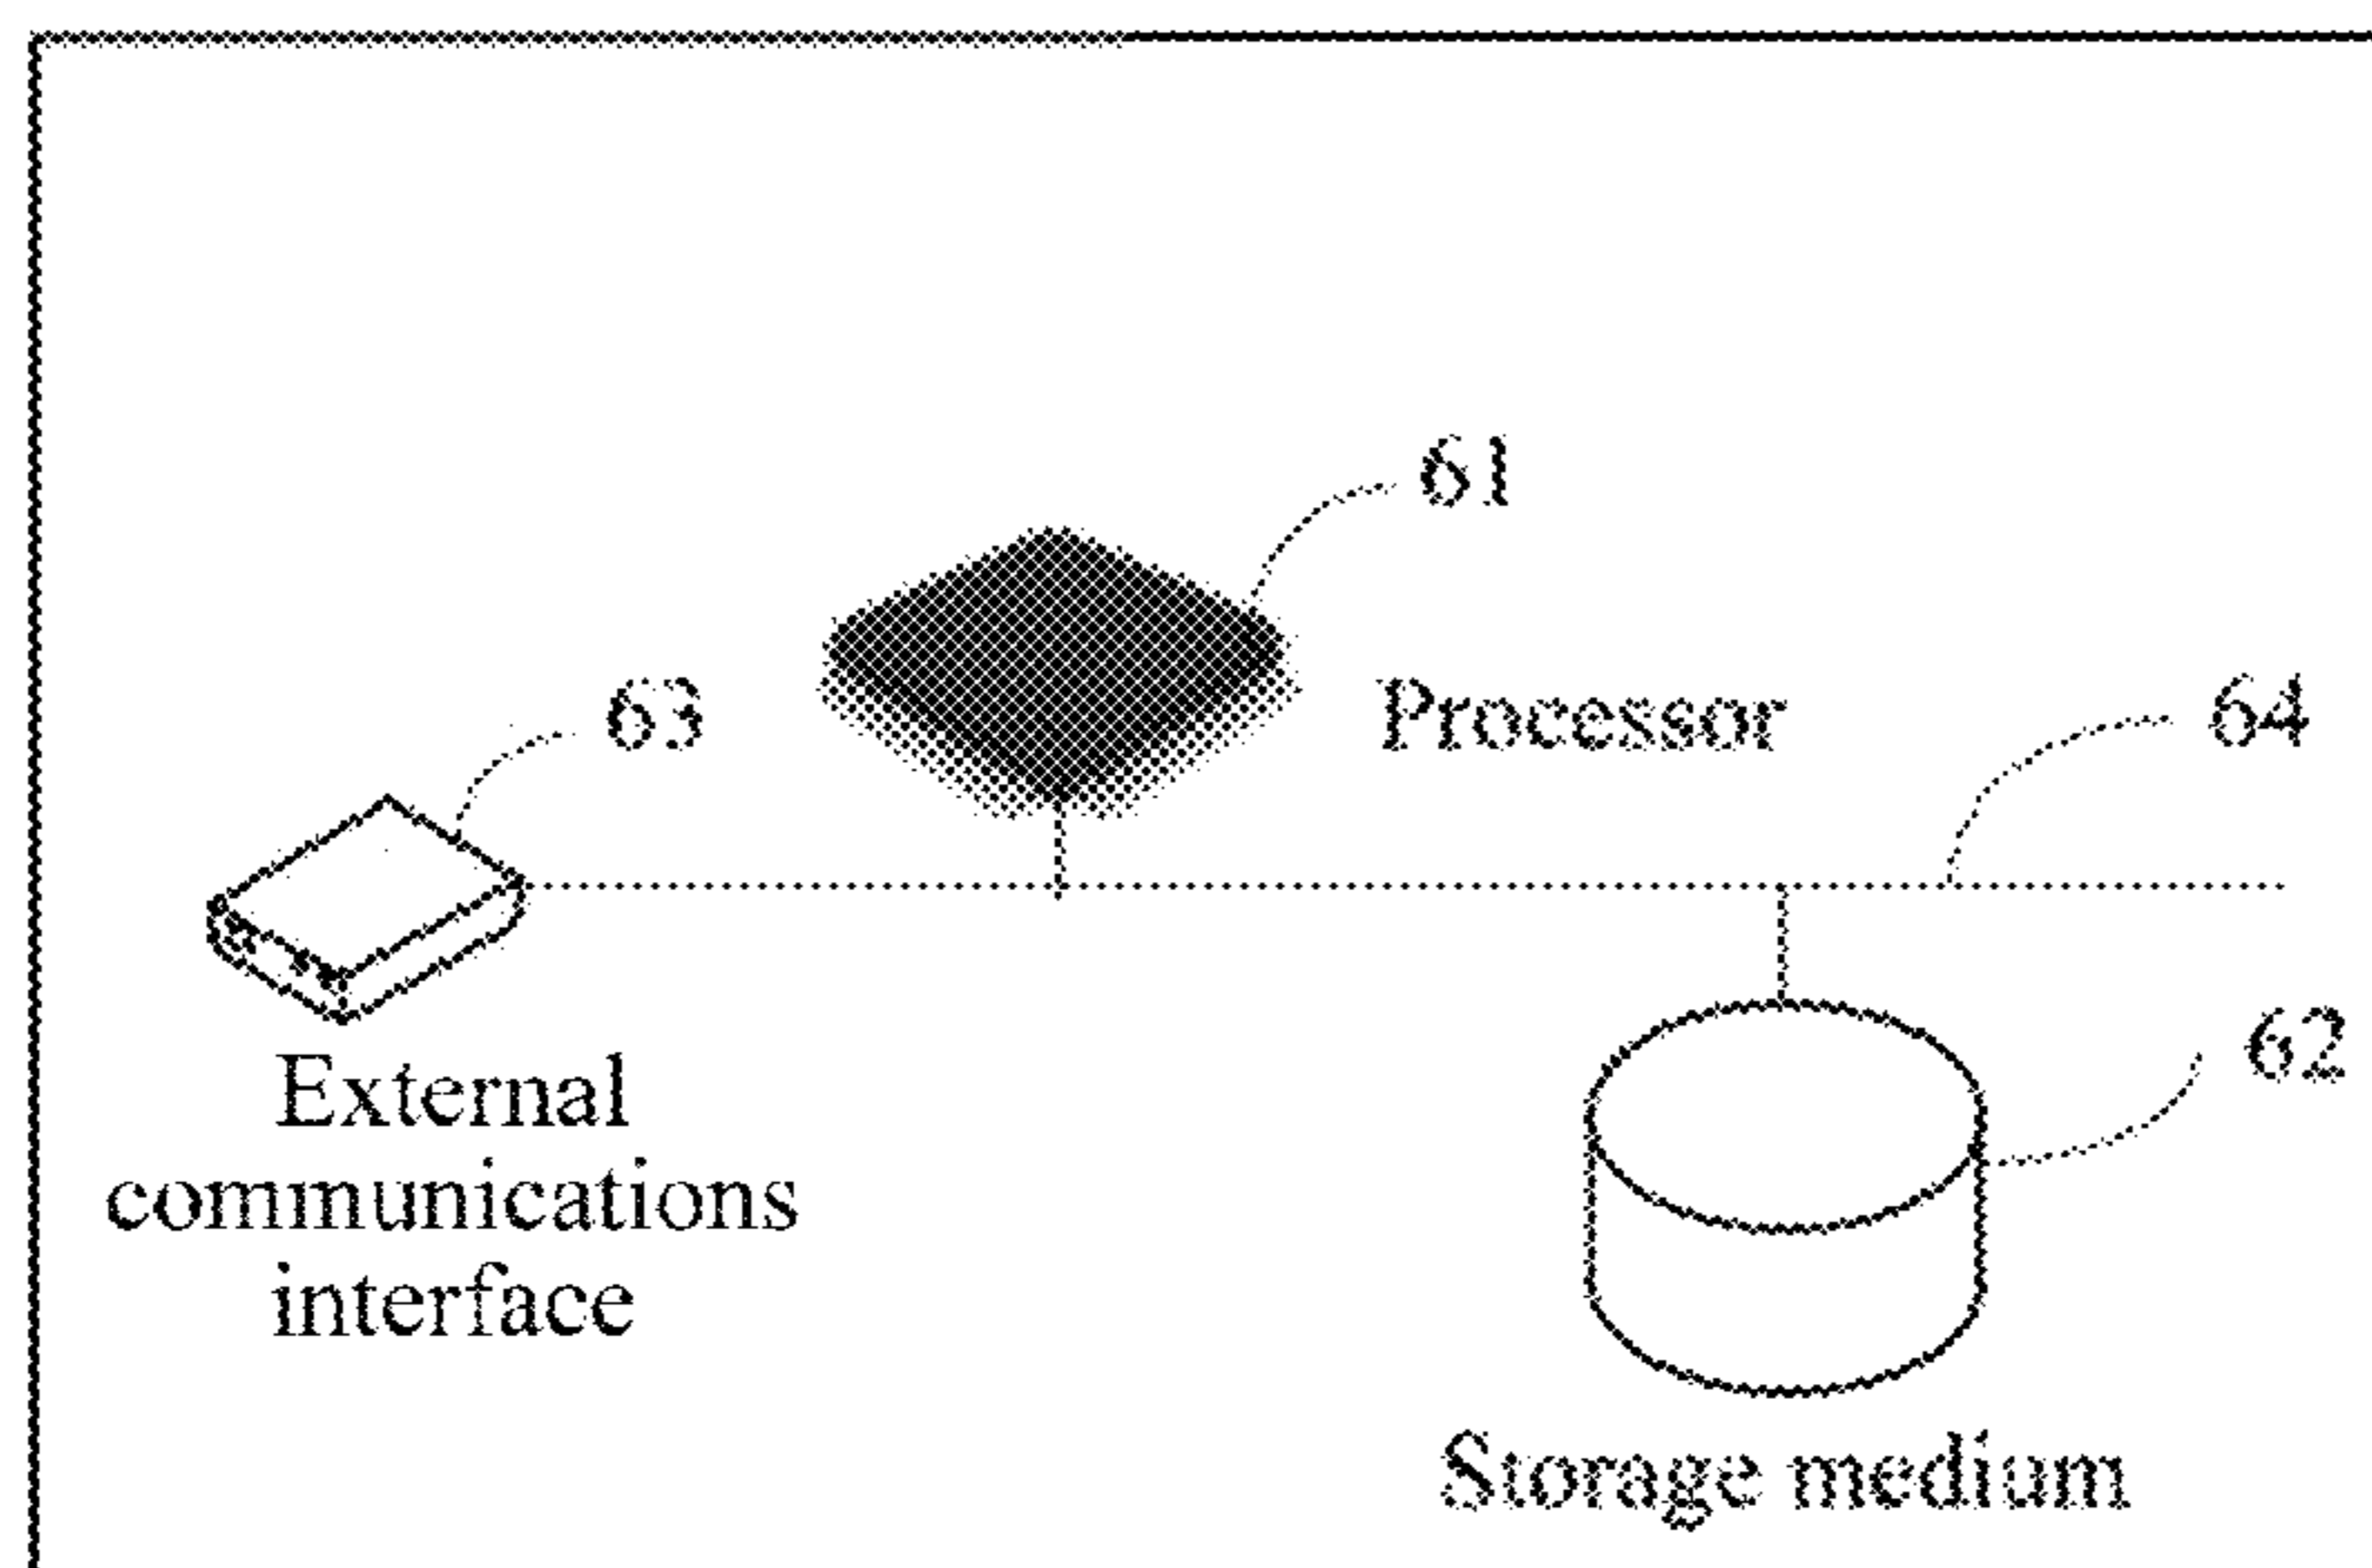 61
63
Processor
64
External
communications
interface
62
Storage medium